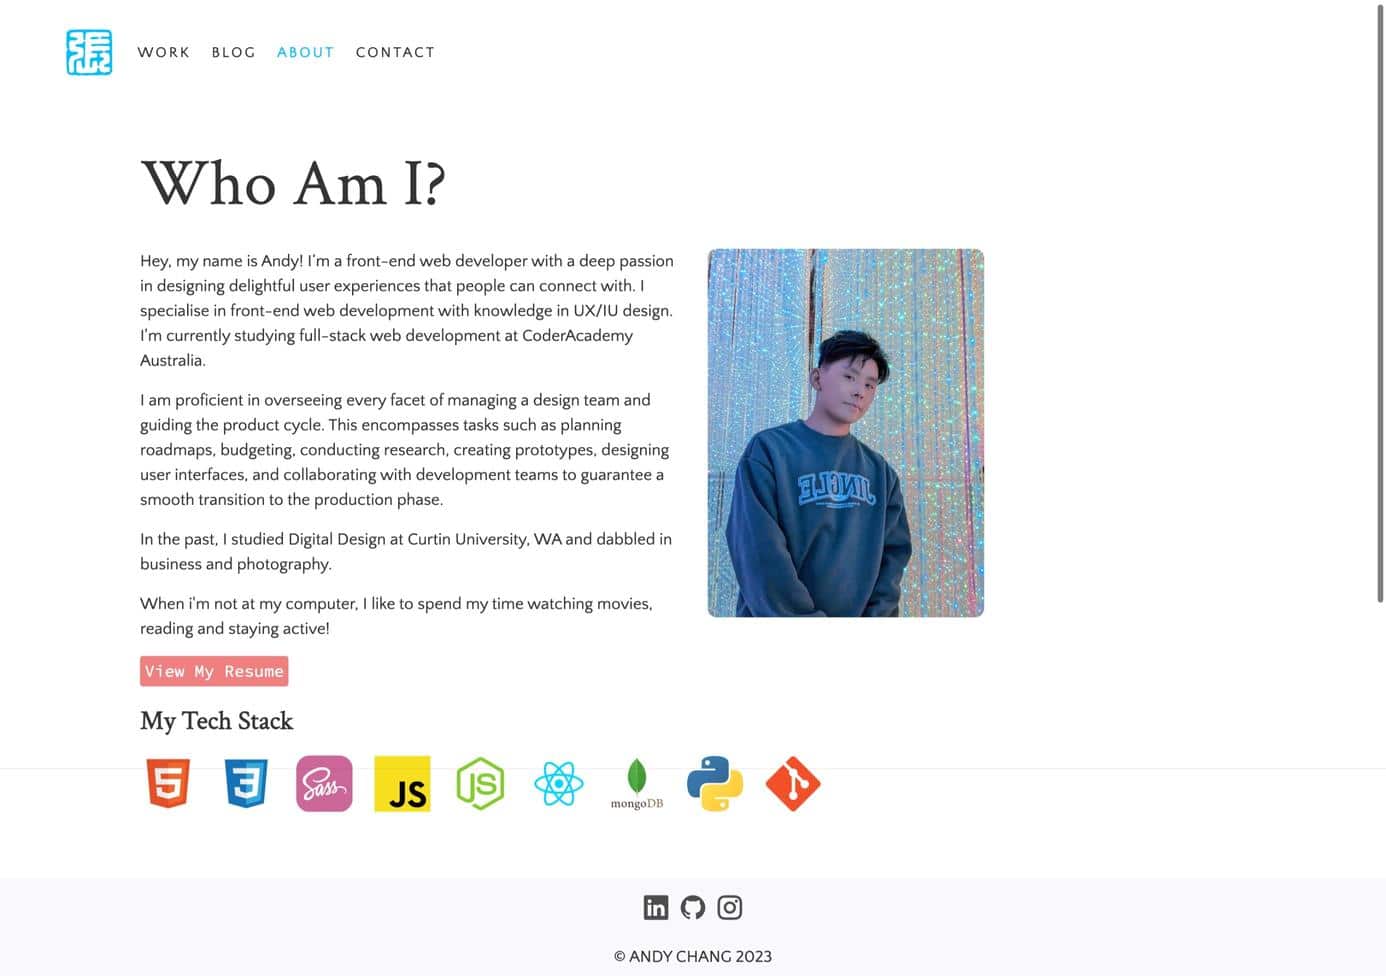 張
WORK BLOG ABOUT CONTACT
Who Am I?
Hey, my name is Andy! I'm a front-end web developer with a deep passion
in designing delightful user experiences that people can connect with. I
specialise in front-end web development with knowledge in UX/IU design.
I'm currently studying full-stack web development at CoderAcademy
Australia.
I am proficient in overseeing every facet of managing a design team and
guiding the product cycle. This encompasses tasks such as planning
roadmaps, budgeting, conducting research, creating prototypes, designing
user interfaces, and collaborating with development teams to guarantee a
smooth transition to the production phase.
In the past, I studied Digital Design at Curtin University, WA and dabbled in
business and photography.
When i'm not at my computer, I like to spend my time watching movies,
reading and staying active!
JINGLE
View My Resume
My Tech Stack
5 3 Sass JS JS mongoDB
in
© ANDY CHANG 2023